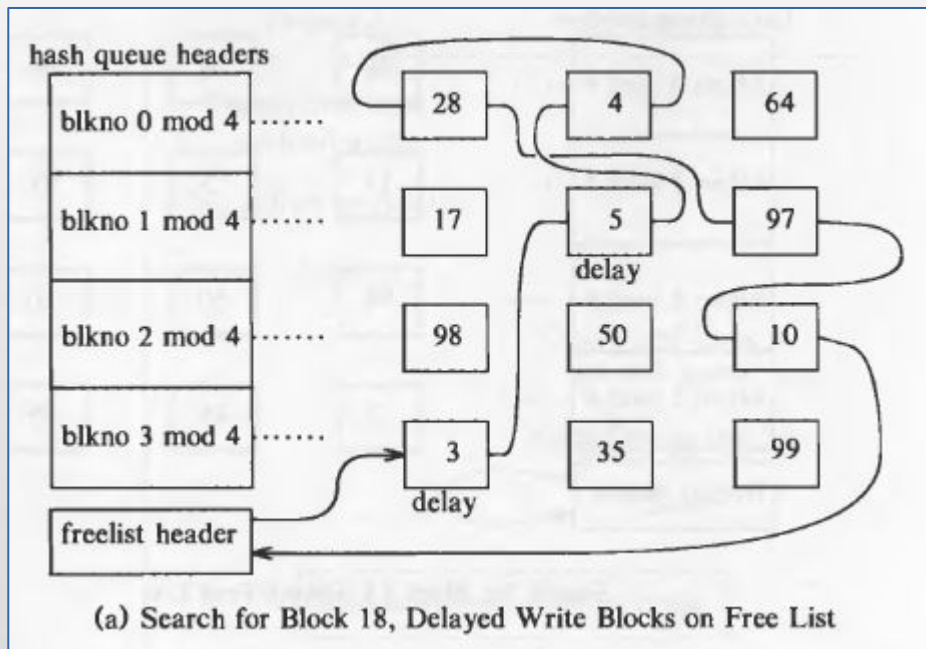 hash queue headers
blkno 0 mod 4 ...... 28 4 64
blkno 1 mod 4 ...... 17 5 97
delay
blkno 2 mod 4 ...... 98 50 10
blkno 3 mod 4 ...... 3 35 99
delay
freelist header
(a) Search for Block 18, Delayed Write Blocks on Free List